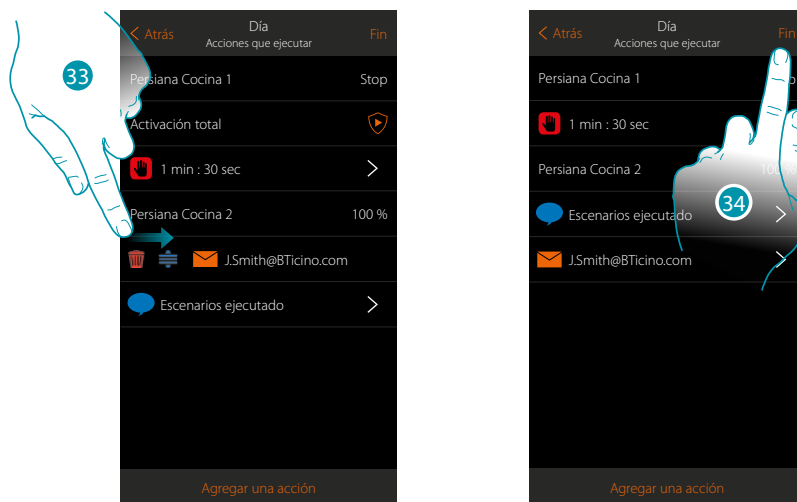 33
Atrás
Día
Acciones que ejecutar
Fin
Persiana Cocina 1
Stop
Activación total
1 min : 30 sec
Persiana Cocina 2
100 %
J.Smith@BTicino.com
Escenarios ejecutado
Agregar una acción
Atrás
Día
Acciones que ejecutar
Fin
Persiana Cocina 1
1 min : 30 sec
Persiana Cocina 2
100 %
34
Escenarios ejecutado
J.Smith@BTicino.com
Agregar una acción